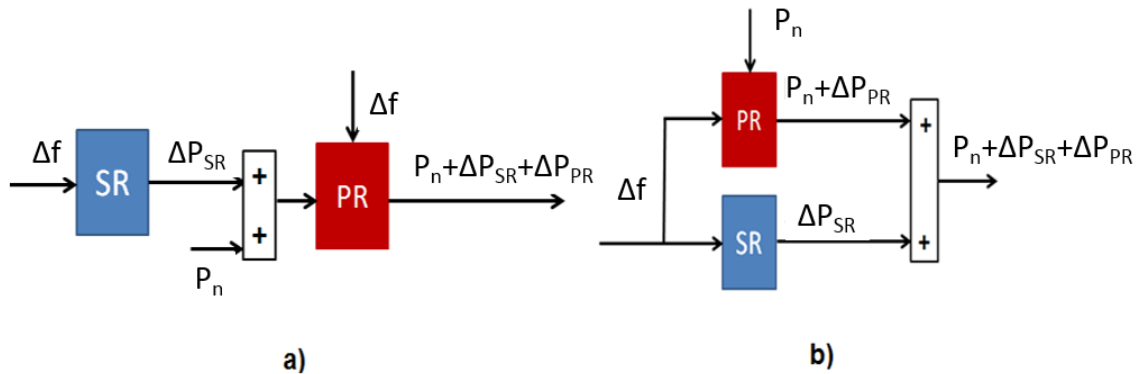 Δf
SR
ΔP_SR
+
+
P_n
Δf
PR
P_n+ΔP_SR+ΔP_PR
a)
P_n
PR
P_n+ΔP_PR
Δf
SR
ΔP_SR
+
+
P_n+ΔP_SR+ΔP_PR
b)